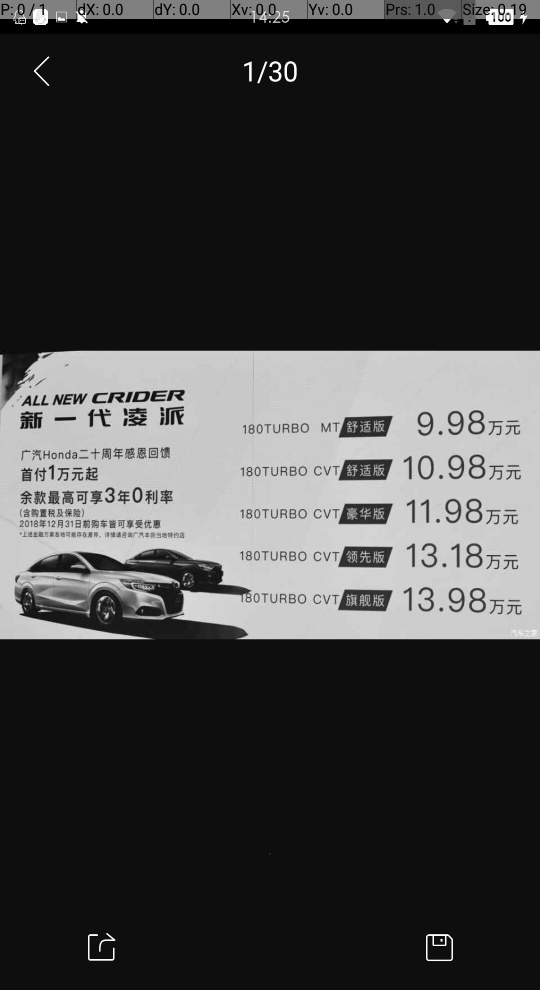 P: 0 / 1 dX: 0.0 dY: 0.0 Xv: 0.0 Yv: 0.0 Prs: 1.0 Size: 0.19
14:25 100
1/30
ALL NEW CRIDER
新一代凌派
广汽Honda二十周年感恩回馈
首付1万元起
余款最高可享3年0利率
(含购置税及保险)
2018年12月31日前购车皆可享受优惠
*上述金融方案各地可能存在差异，详情请咨询广汽本田当地特约店
180TURBO MT 舒适版 9.98万元
180TURBO CVT 舒适版 10.98万元
180TURBO CVT 豪华版 11.98万元
180TURBO CVT 领先版 13.18万元
180TURBO CVT 旗舰版 13.98万元
汽车之家